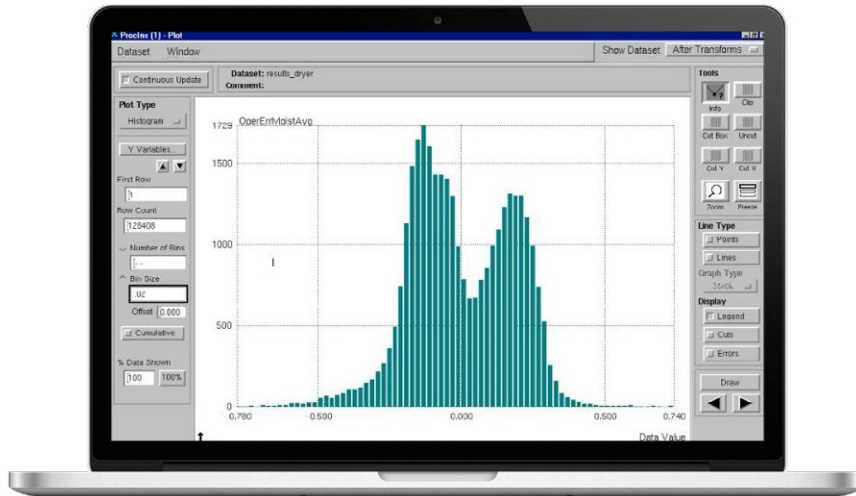 ProcIns (1) - Plot
Dataset Window
Show Dataset After Transforms
Continuous Update
Dataset: results_dryer
Comment:
Plot Type
Histogram
Y Variables...
First Row
1
Row Count
128408
Number of Bins
Bin Size
.02
Offset 0.000
Cumulative
% Data Shown
100 100%
OperErrMoistAvg
1729
1500
1000
500
0
-0.780 -0.500 0.000 0.500 0.740
Data Value
Tools
Info Clip
Cut Box Uncut
Cut Y Cut X
Zoom Freeze
Line Type
Points
Lines
Graph Type
Stack
Display
Legend
Cuts
Errors
Draw